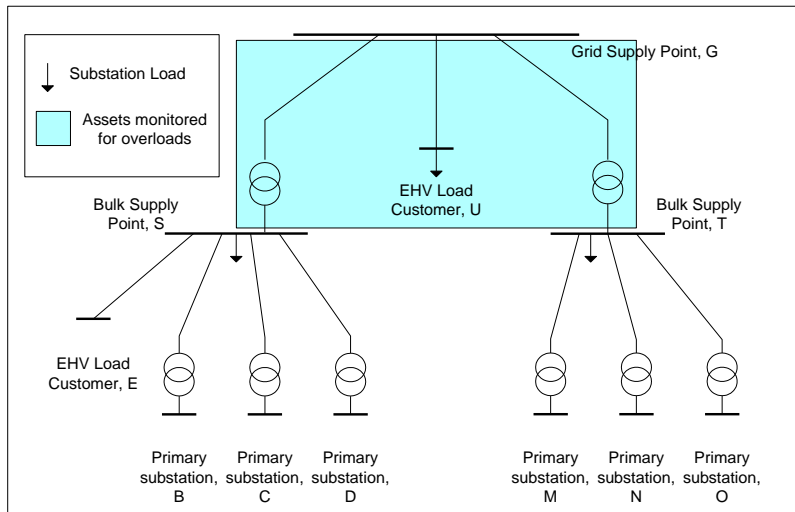 Grid Supply Point, G
Substation Load
Assets monitored
for overloads
EHV Load
Customer, U
Bulk Supply
Point, S
Bulk Supply
Point, T
EHV Load
Customer, E
Primary
substation,
B
Primary
substation,
C
Primary
substation,
D
Primary
substation,
M
Primary
substation,
N
Primary
substation,
O